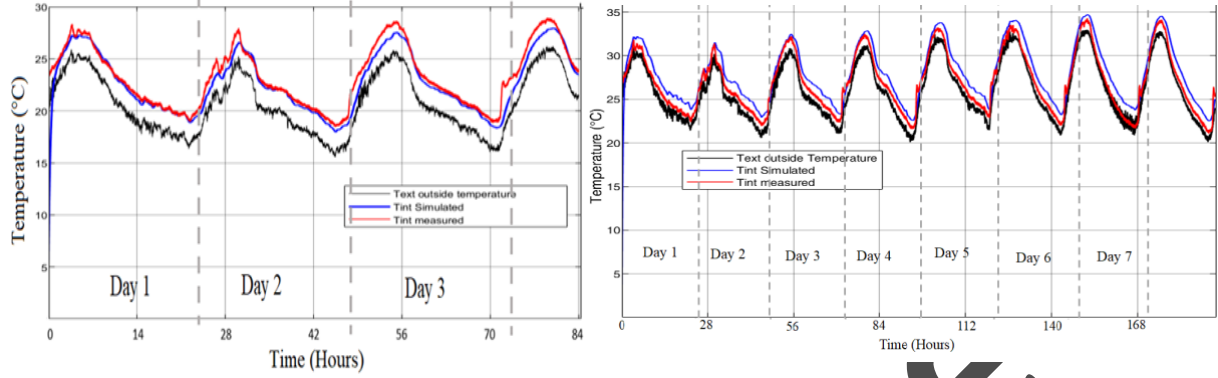 30
25
20
15
10
5
Temperature (°C)
Text outside temperature
Tint Simulated
Tint measured
Day 1
Day 2
Day 3
0
14
28
42
56
70
84
Time (Hours)
35
30
25
20
15
10
5
Temperature (°C)
Text outside Temperature
Tint Simulated
Tint measured
Day 1
Day 2
Day 3
Day 4
Day 5
Day 6
Day 7
0
28
56
84
112
140
168
Time (Hours)